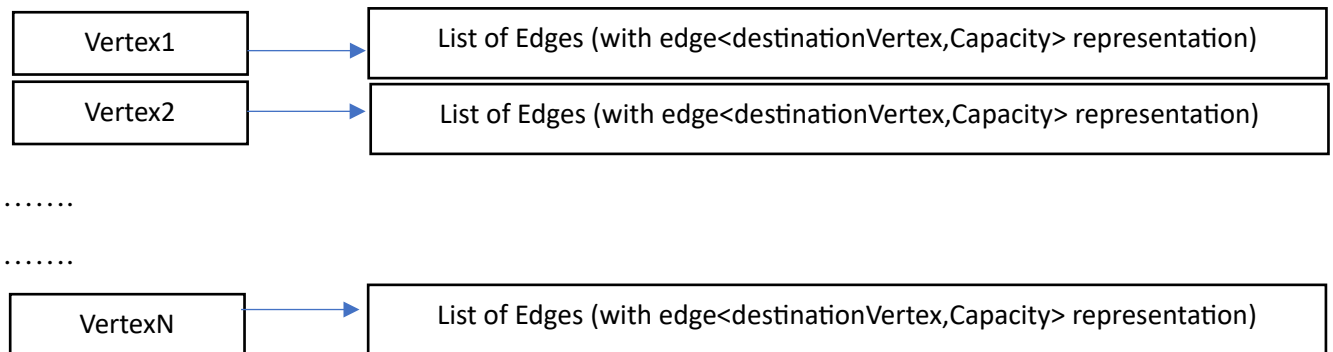 Vertex1 List of Edges (with edge<destinationVertex,Capacity> representation)
Vertex2 List of Edges (with edge<destinationVertex,Capacity> representation)
…….
…….
VertexN List of Edges (with edge<destinationVertex,Capacity> representation)